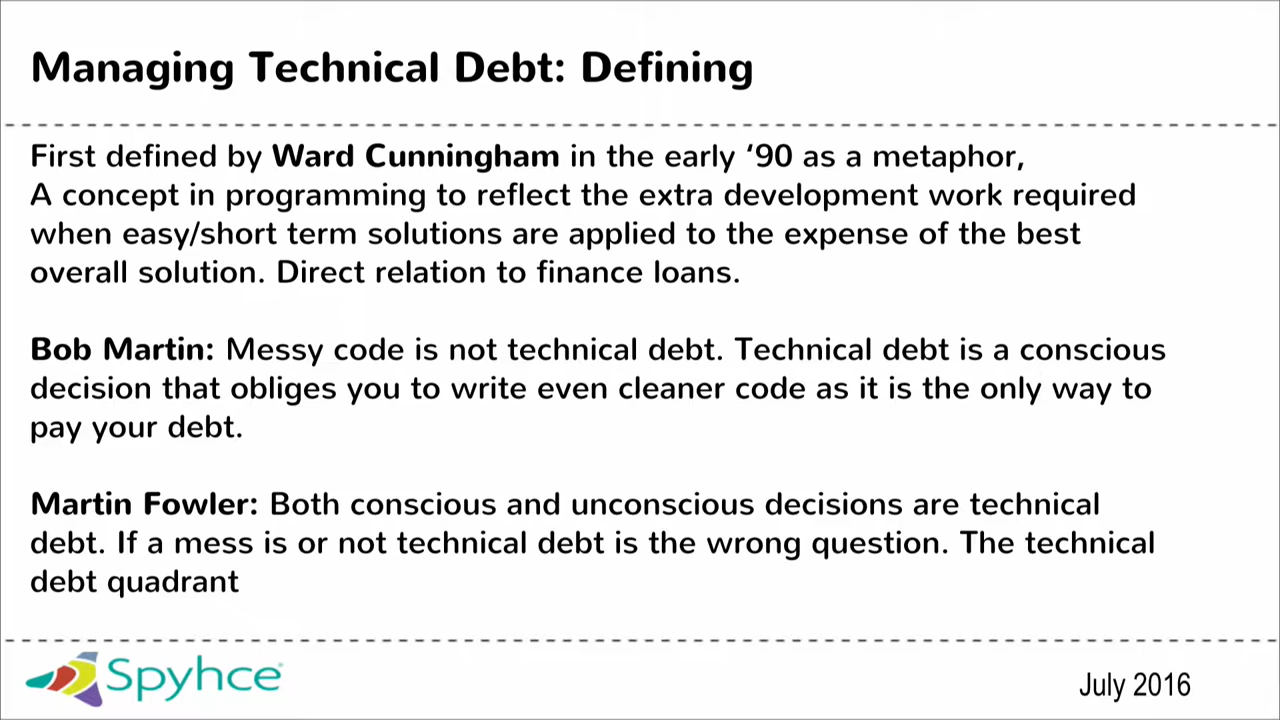 Managing Technical Debt: Defining
First defined by Ward Cunningham in the early ‘90 as a metaphor,
A concept in programming to reflect the extra development work required
when easy/short term solutions are applied to the expense of the best
overall solution. Direct relation to finance loans.
Bob Martin: Messy code is not technical debt. Technical debt is a conscious
decision that obliges you to write even cleaner code as it is the only way to
pay your debt.
Martin Fowler: Both conscious and unconscious decisions are technical
debt. If a mess is or not technical debt is the wrong question. The technical
debt quadrant
Spyhce
July 2016